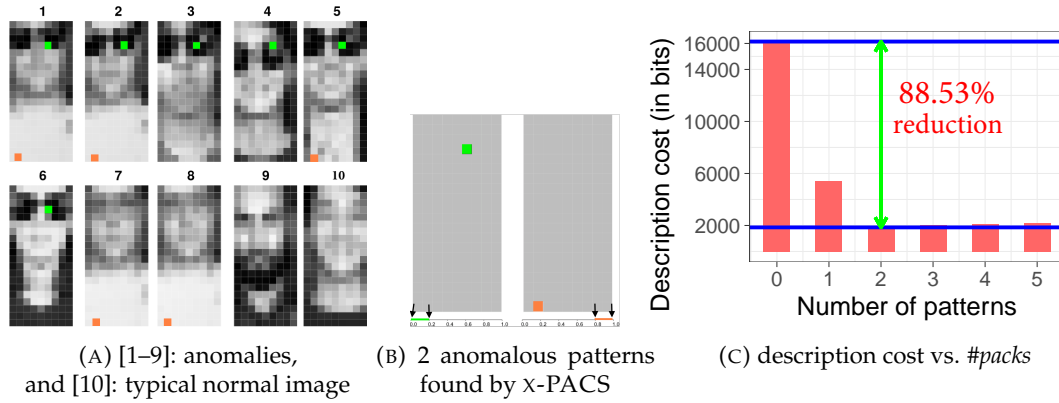 1 2 3 4 5
6 7 8 9 10
(A) [1–9]: anomalies,
and [10]: typical normal image
0.0 0.2 0.4 0.6 0.8 1.0
0.0 0.2 0.4 0.6 0.8 1.0
(B) 2 anomalous patterns
found by X-PACS
Description cost (in bits)
16000
14000
10000
6000
2000
88.53%
reduction
0 1 2 3 4 5
Number of patterns
(C) description cost vs. #packs